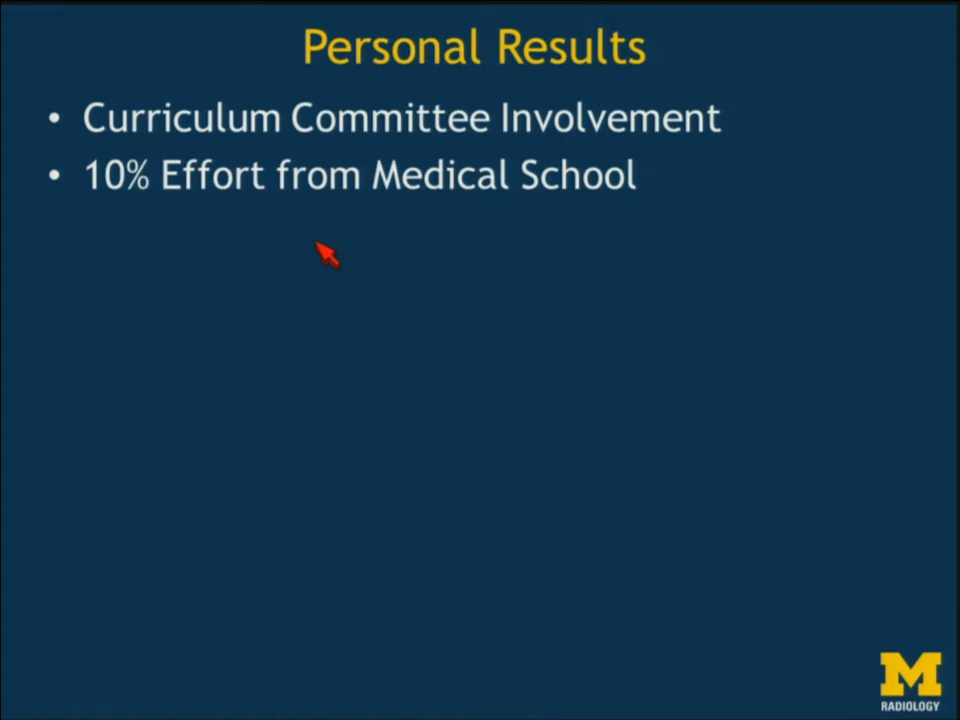 Personal Results
• Curriculum Committee Involvement
• 10% Effort from Medical School
M
RADIOLOGY